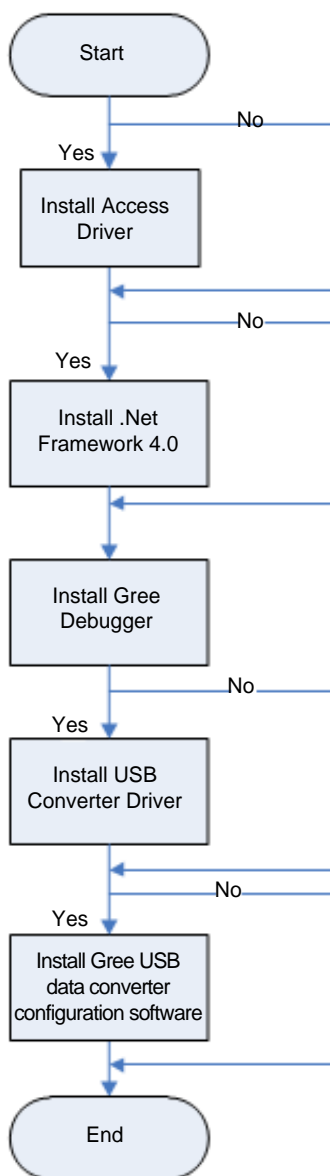 Start
No
Yes
Install Access
Driver
No
Yes
Install .Net
Framework 4.0
Install Gree
Debugger
No
Yes
Install USB
Converter Driver
No
Yes
Install Gree USB
data converter
configuration software
End